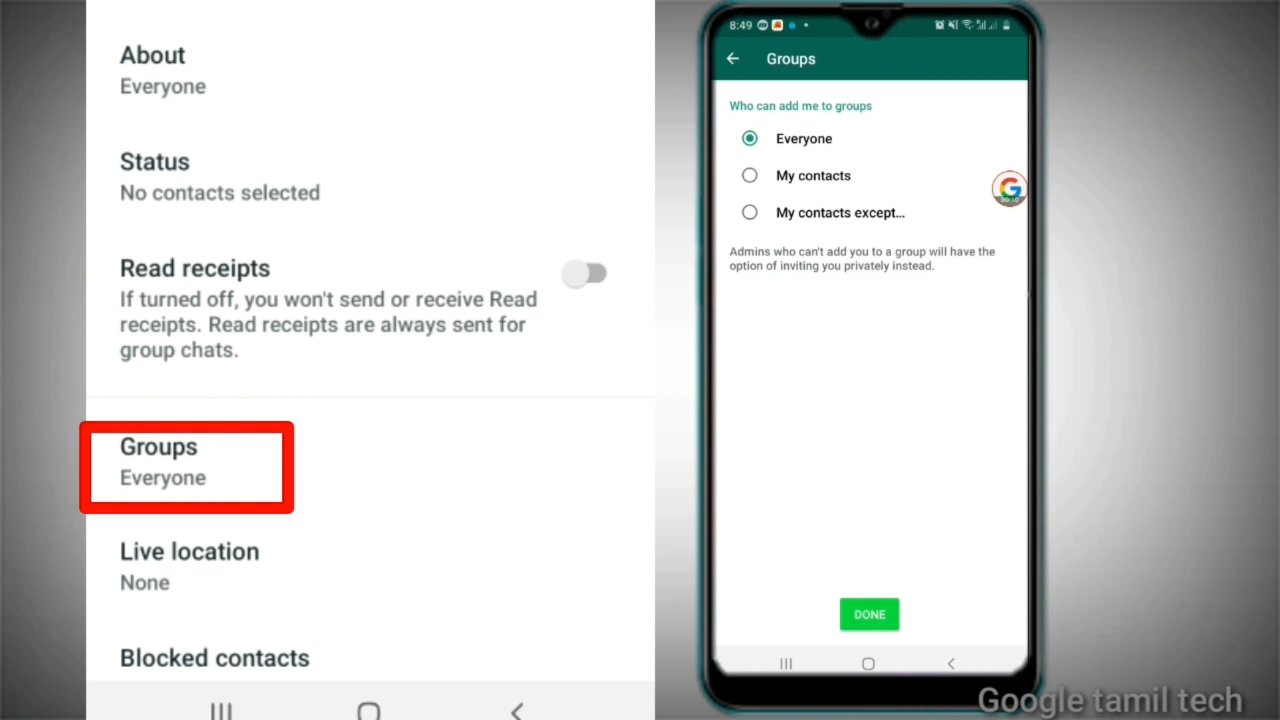 About
Everyone
Status
No contacts selected
Read receipts
If turned off, you won't send or receive Read
receipts. Read receipts are always sent for
group chats.
Groups
Everyone
Live location
None
Blocked contacts
8:49
Groups
Who can add me to groups
Everyone
My contacts
My contacts except...
Admins who can't add you to a group will have the
option of inviting you privately instead.
DONE
Google tamil tech